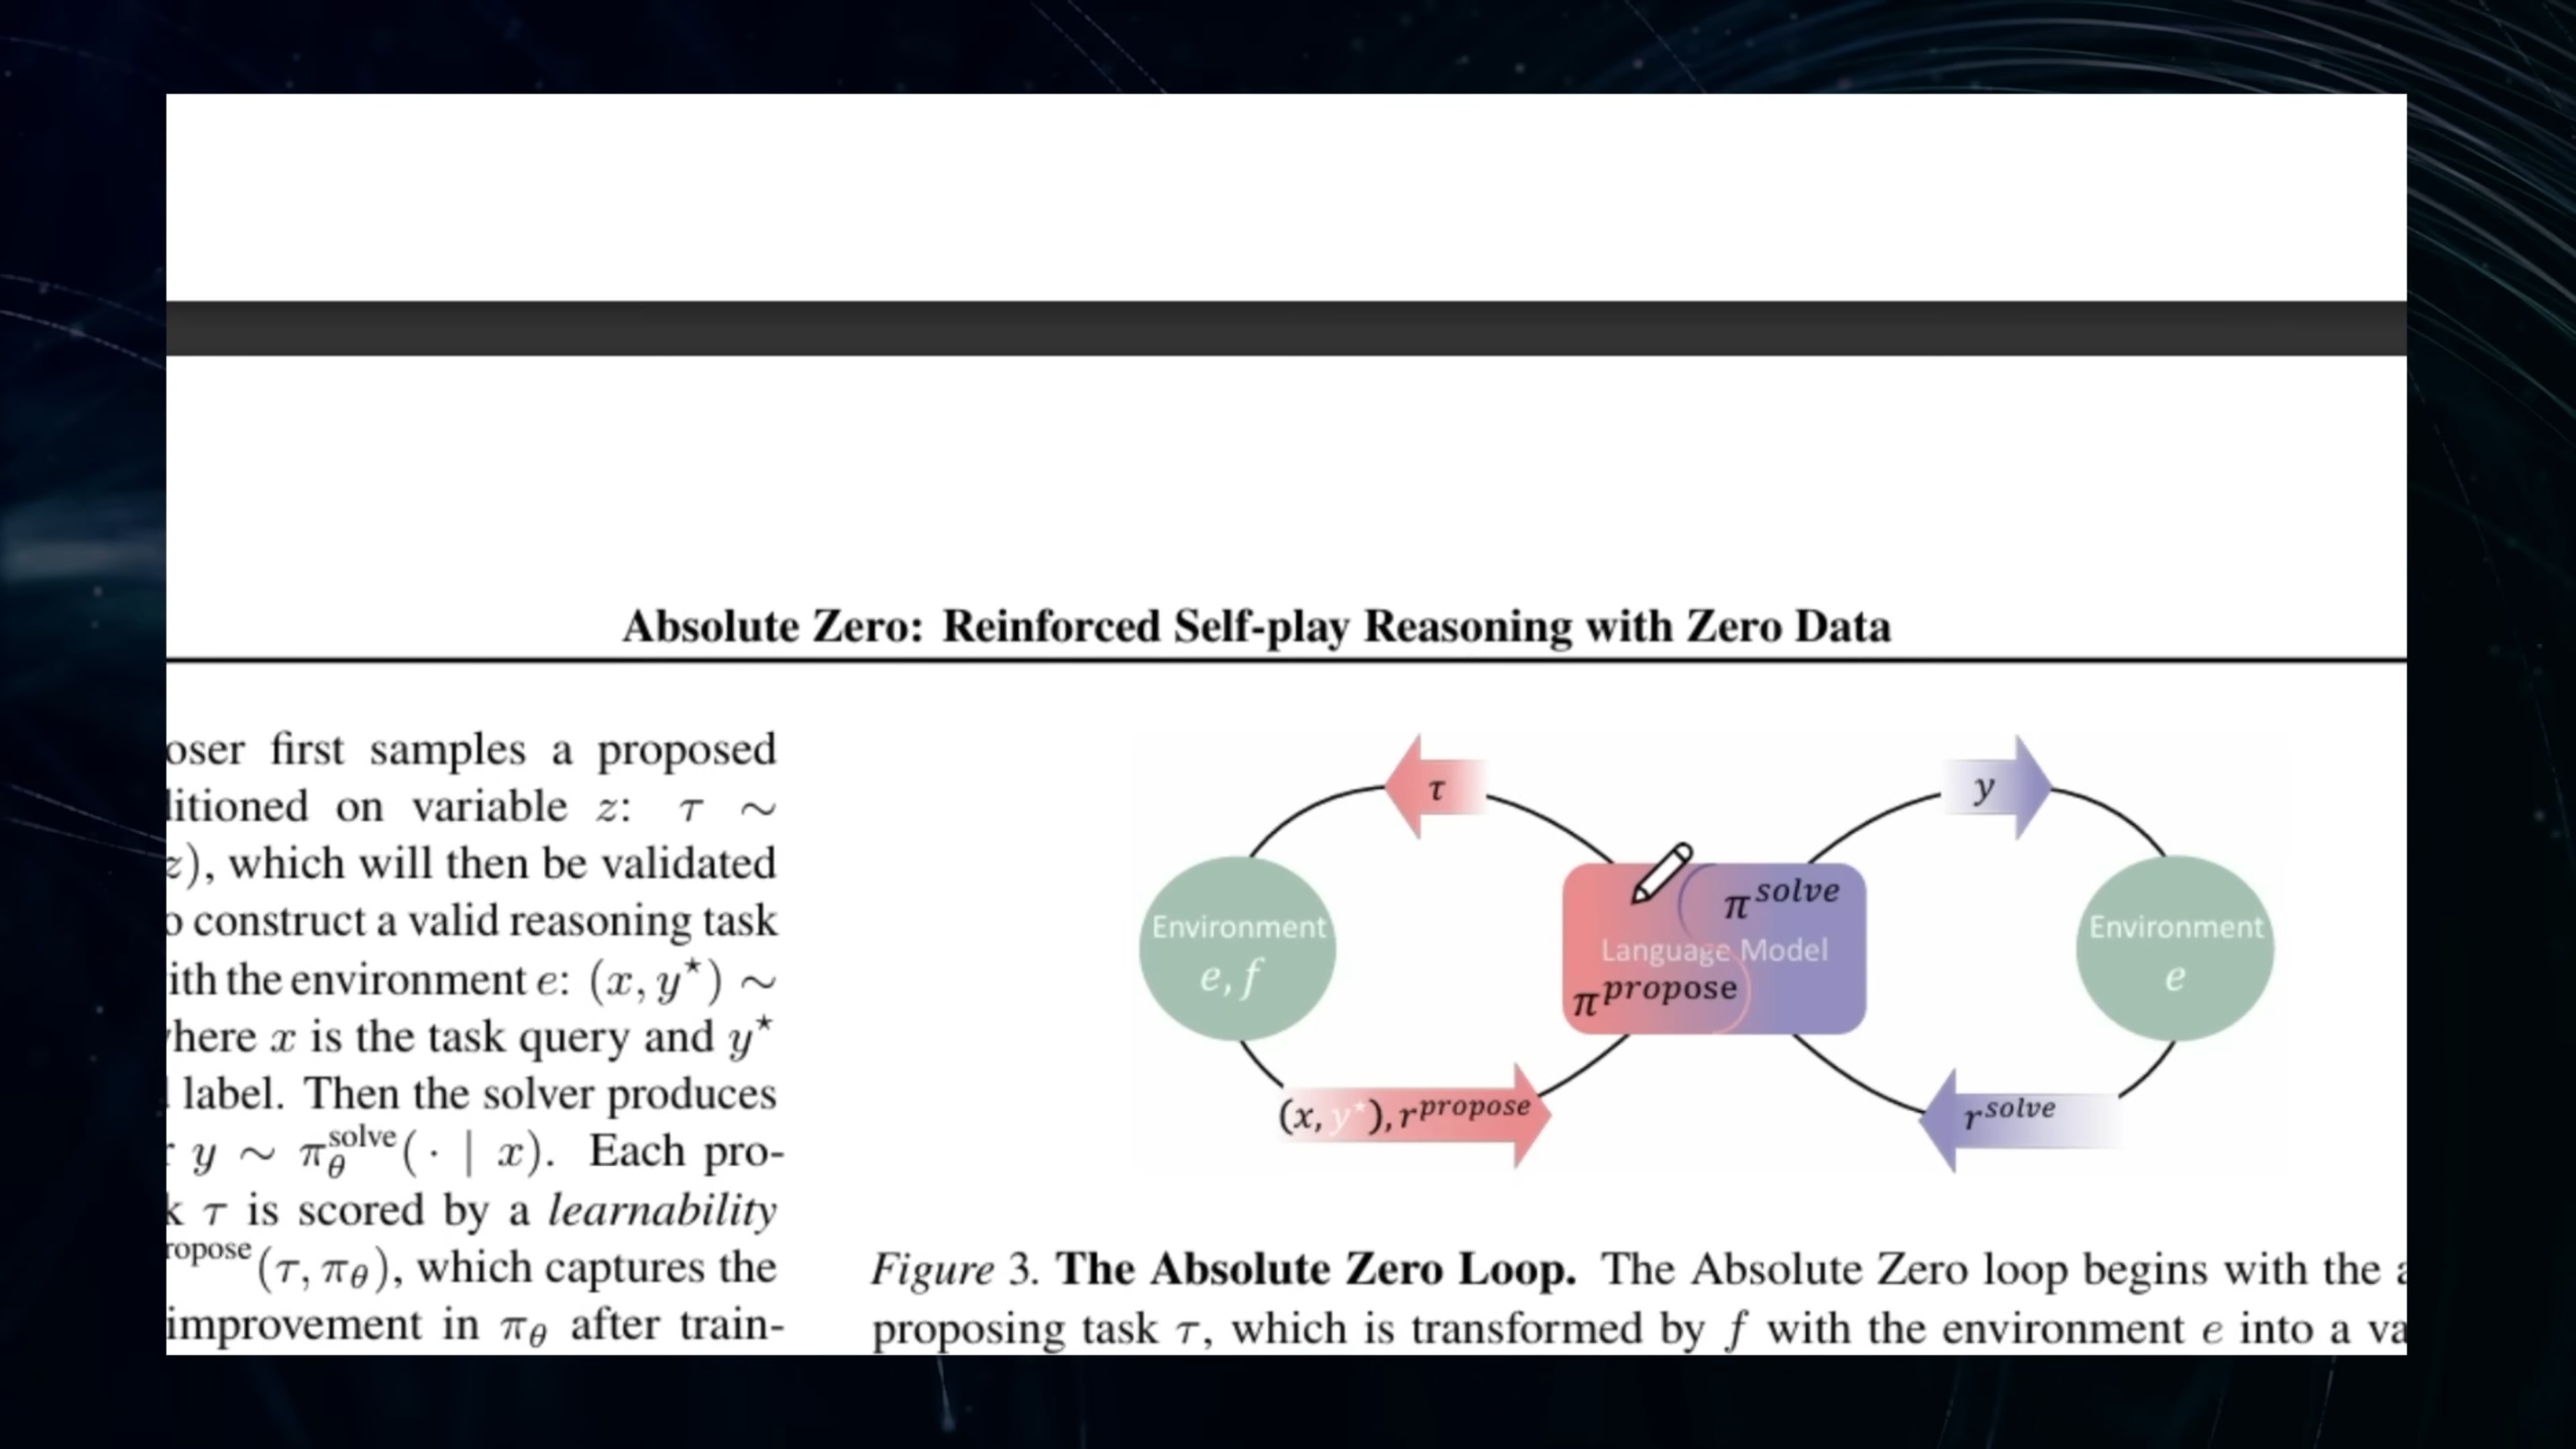 Absolute Zero: Reinforced Self-play Reasoning with Zero Data
oser first samples a proposed
litioned on variable z: τ ∼
z), which will then be validated
o construct a valid reasoning task
ith the environment e: (x, y⋆) ∼
here x is the task query and y⋆
label. Then the solver produces
r y ∼ π_θ^solve( · | x). Each pro-
k τ is scored by a learnability
ropose(τ, π_θ), which captures the
improvement in π_θ after train-
τ
y
Environment
e, f
π^solve
Language Model
π^propose
Environment
e
(x, y⋆), r^propose
r^solve
Figure 3. The Absolute Zero Loop. The Absolute Zero loop begins with the a
proposing task τ, which is transformed by f with the environment e into a va